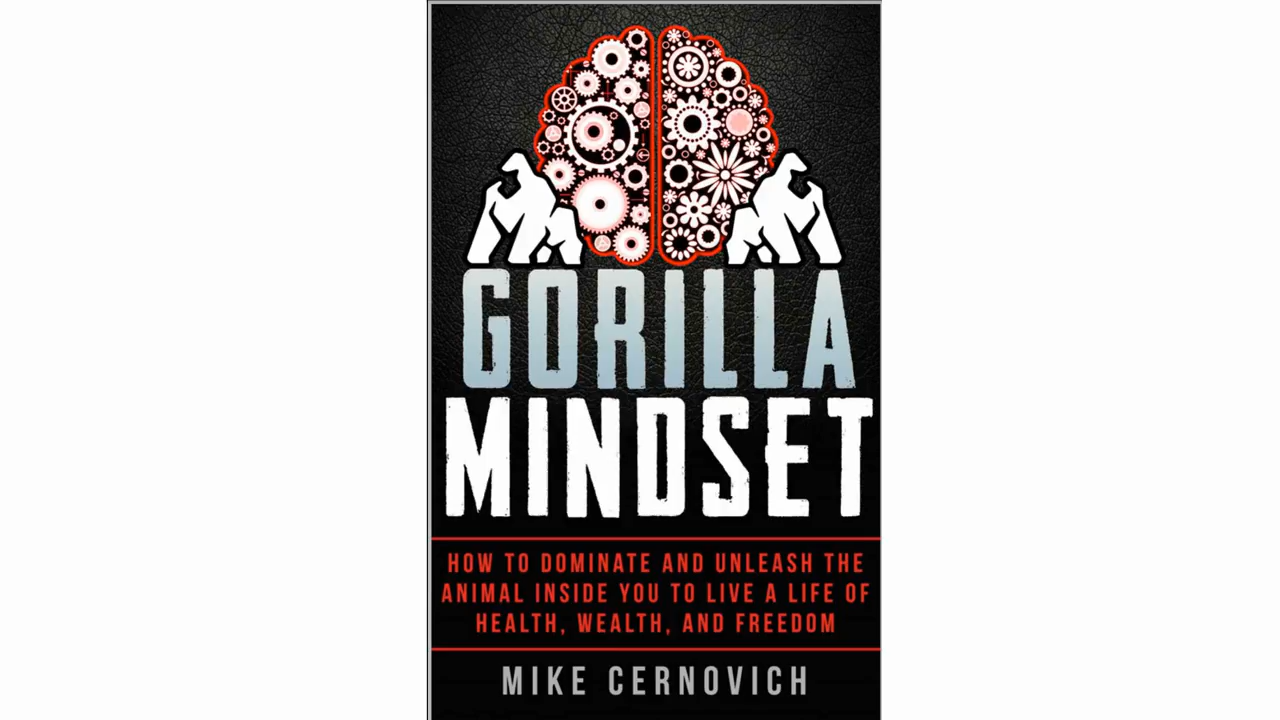 GORILLA
MINDSET
HOW TO DOMINATE AND UNLEASH THE
ANIMAL INSIDE YOU TO LIVE A LIFE OF
HEALTH, WEALTH, AND FREEDOM
MIKE CERNOVICH